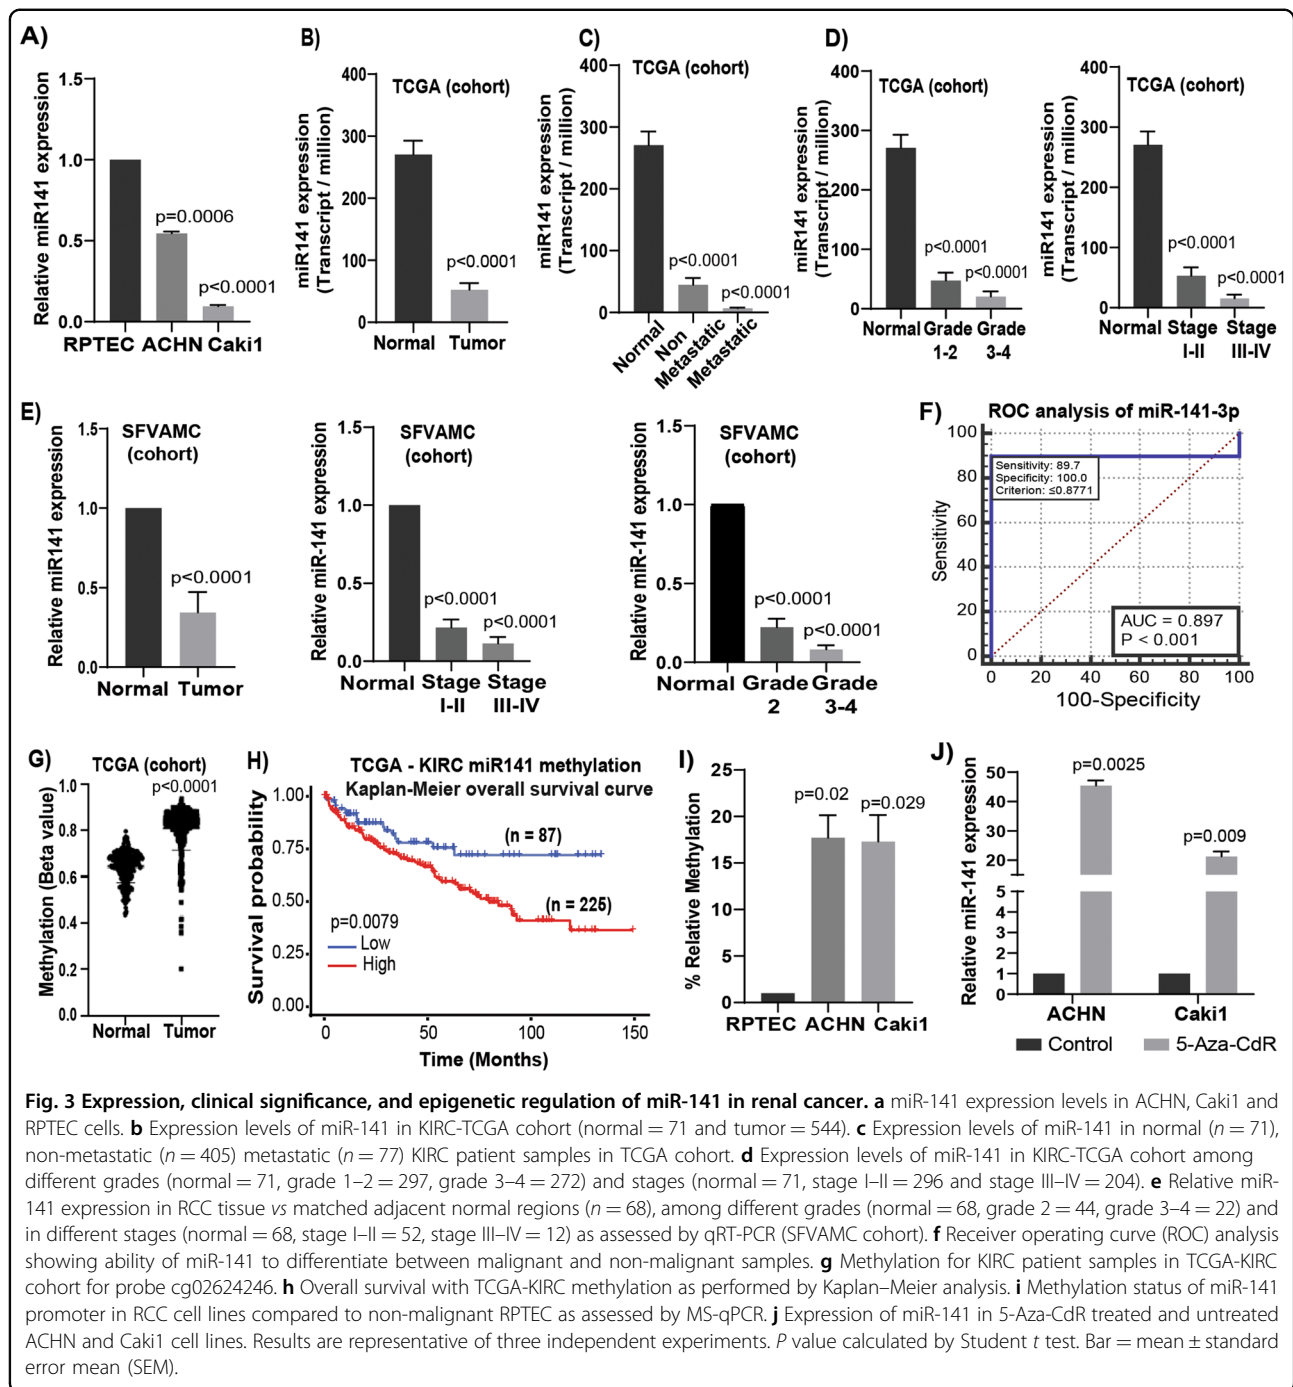 A)
Relative miR141 expression
1.5
1.0
0.5
0.0
p=0.0006
p<0.0001
RPTEC ACHN Caki1
B)
TCGA (cohort)
miR141 expression
(Transcript / million)
400
300
200
100
0
p<0.0001
Normal Tumor
C)
TCGA (cohort)
miR141 expression
(Transcript / million)
400
300
200
100
0
p<0.0001
p<0.0001
Normal
Non
Metastatic
Metastatic
D)
TCGA (cohort)
miR141 expression
(Transcript / million)
400
300
200
100
0
p<0.0001
p<0.0001
Normal Grade Grade
1-2 3-4
TCGA (cohort)
miR141 expression
(Transcript / million)
400
300
200
100
0
p<0.0001
p<0.0001
Normal Stage Stage
I-II III-IV
E)
SFVAMC
(cohort)
Relative miR141 expression
1.5
1.0
0.5
0.0
p<0.0001
Normal Tumor
SFVAMC
(cohort)
Relative miR-141 expression
1.5
1.0
0.5
0.0
p<0.0001
p<0.0001
Normal Stage Stage
I-II III-IV
SFVAMC
(cohort)
Relative miR-141 expression
1.5
1.0
0.5
0.0
p<0.0001
p<0.0001
Normal Grade Grade
2 3-4
F)
ROC analysis of miR-141-3p
Sensitivity
100
80
60
40
20
0
Sensitivity: 89.7
Specificity: 100.0
Criterion: ≤0.8771
AUC = 0.897
P < 0.001
0 20 40 60 80 100
100-Specificity
G)
TCGA (cohort)
p<0.0001
Methylation (Beta value)
1.0
0.8
0.6
0.4
0.2
0.0
Normal Tumor
H)
TCGA - KIRC miR141 methylation
Kaplan-Meier overall survival curve
Survival probability
1.00
0.75
0.50
0.25
0.00
(n = 87)
(n = 225)
p=0.0079
Low
High
0 50 100 150
Time (Months)
I)
% Relative Methylation
25
20
15
10
5
0
p=0.02
p=0.029
RPTEC ACHN Caki1
J)
Relative miR-141 expression
50
40
30
20
5
4
3
2
1
0
p=0.0025
p=0.009
ACHN Caki1
Control 5-Aza-CdR
Fig. 3 Expression, clinical significance, and epigenetic regulation of miR-141 in renal cancer. a miR-141 expression levels in ACHN, Caki1 and
RPTEC cells. b Expression levels of miR-141 in KIRC-TCGA cohort (normal = 71 and tumor = 544). c Expression levels of miR-141 in normal (n = 71),
non-metastatic (n = 405) metastatic (n = 77) KIRC patient samples in TCGA cohort. d Expression levels of miR-141 in KIRC-TCGA cohort among
different grades (normal = 71, grade 1–2 = 297, grade 3–4 = 272) and stages (normal = 71, stage I–II = 296 and stage III–IV = 204). e Relative miR-
141 expression in RCC tissue vs matched adjacent normal regions (n = 68), among different grades (normal = 68, grade 2 = 44, grade 3–4 = 22) and
in different stages (normal = 68, stage I–II = 52, stage III–IV = 12) as assessed by qRT-PCR (SFVAMC cohort). f Receiver operating curve (ROC) analysis
showing ability of miR-141 to differentiate between malignant and non-malignant samples. g Methylation for KIRC patient samples in TCGA-KIRC
cohort for probe cg02624246. h Overall survival with TCGA-KIRC methylation as performed by Kaplan–Meier analysis. i Methylation status of miR-141
promoter in RCC cell lines compared to non-malignant RPTEC as assessed by MS-qPCR. j Expression of miR-141 in 5-Aza-CdR treated and untreated
ACHN and Caki1 cell lines. Results are representative of three independent experiments. P value calculated by Student t test. Bar = mean ± standard
error mean (SEM).